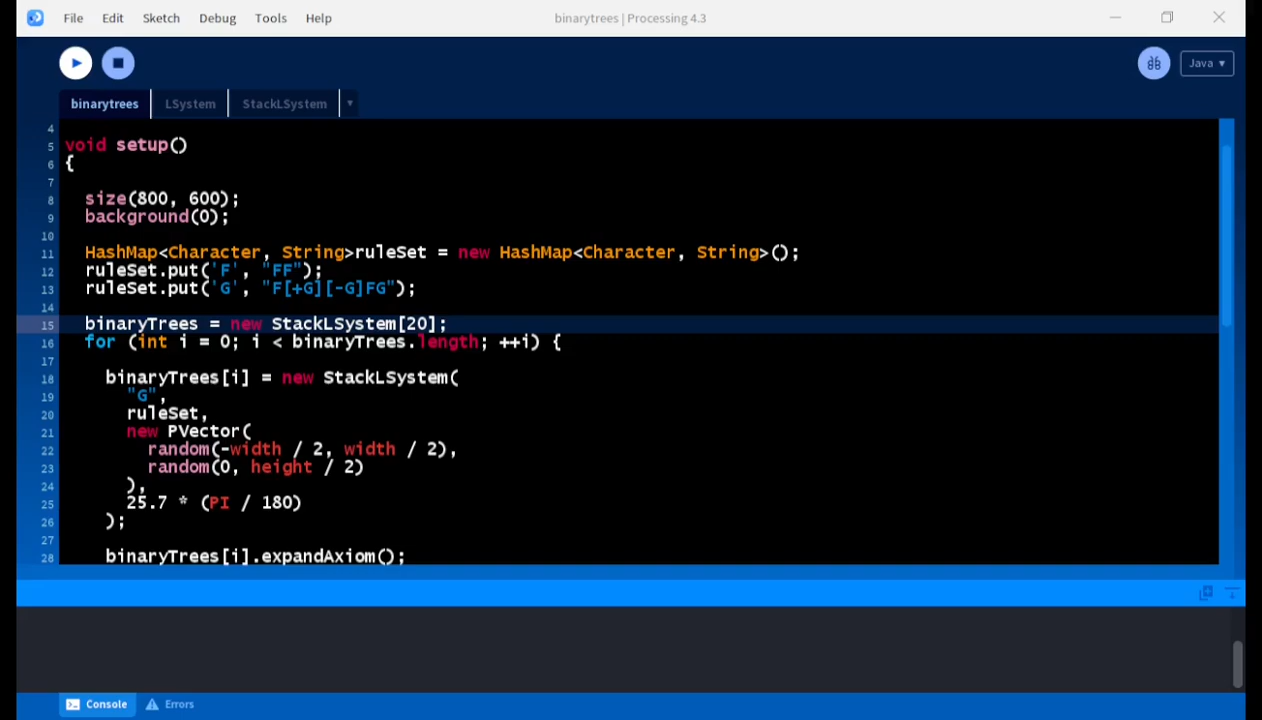 File Edit Sketch Debug Tools Help binarytrees | Processing 4.3
Java ▾
binarytrees LSystem StackLSystem ▾
4
5 void setup()
6 {
7
8 size(800, 600);
9 background(0);
10
11 HashMap<Character, String>ruleSet = new HashMap<Character, String>();
12 ruleSet.put('F', "FF");
13 ruleSet.put('G', "F[+G][-G]FG");
14
15 binaryTrees = new StackLSystem[20];
16 for (int i = 0; i < binaryTrees.length; ++i) {
17
18 binaryTrees[i] = new StackLSystem(
19 "G",
20 ruleSet,
21 new PVector(
22 random(-width / 2, width / 2),
23 random(0, height / 2)
24 ),
25 25.7 * (PI / 180)
26 );
27
28 binaryTrees[i].expandAxiom();
Console Errors